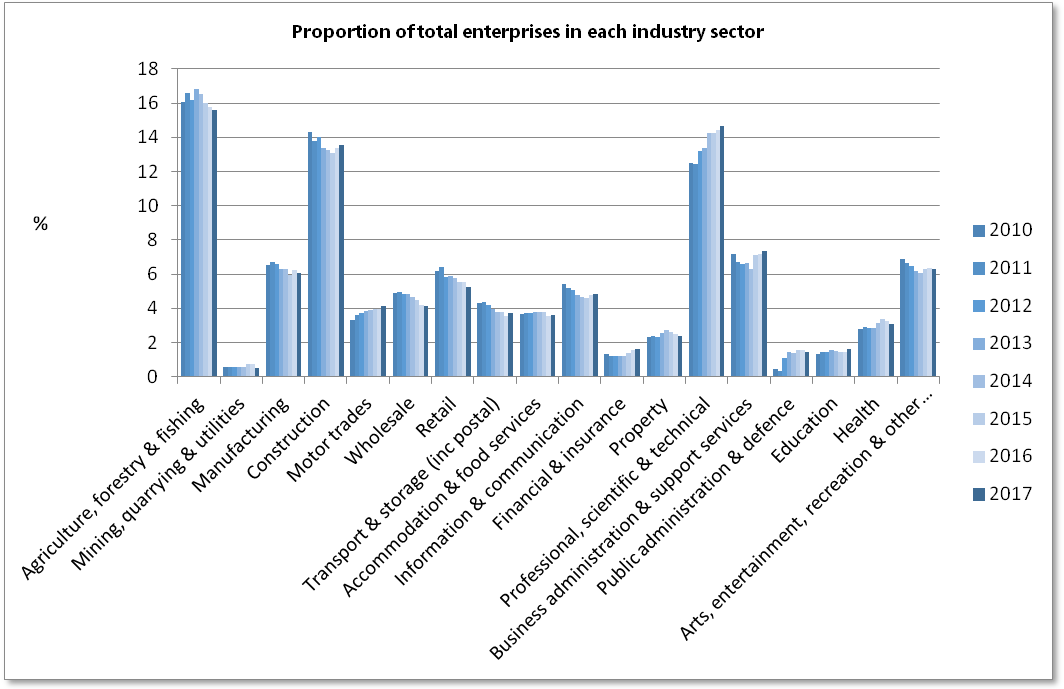 Proportion of total enterprises in each industry sector
18
16
14
12
10
8
6
4
2
0
%
Agriculture, forestry & fishing
Mining, quarrying & utilities
Manufacturing
Construction
Motor trades
Wholesale
Retail
Transport & storage (inc postal)
Accommodation & food services
Information & communication
Financial & insurance
Property
Professional, scientific & technical
Business administration & support services
Public administration & defence
Education
Health
Arts, entertainment, recreation & other...
2010
2011
2012
2013
2014
2015
2016
2017